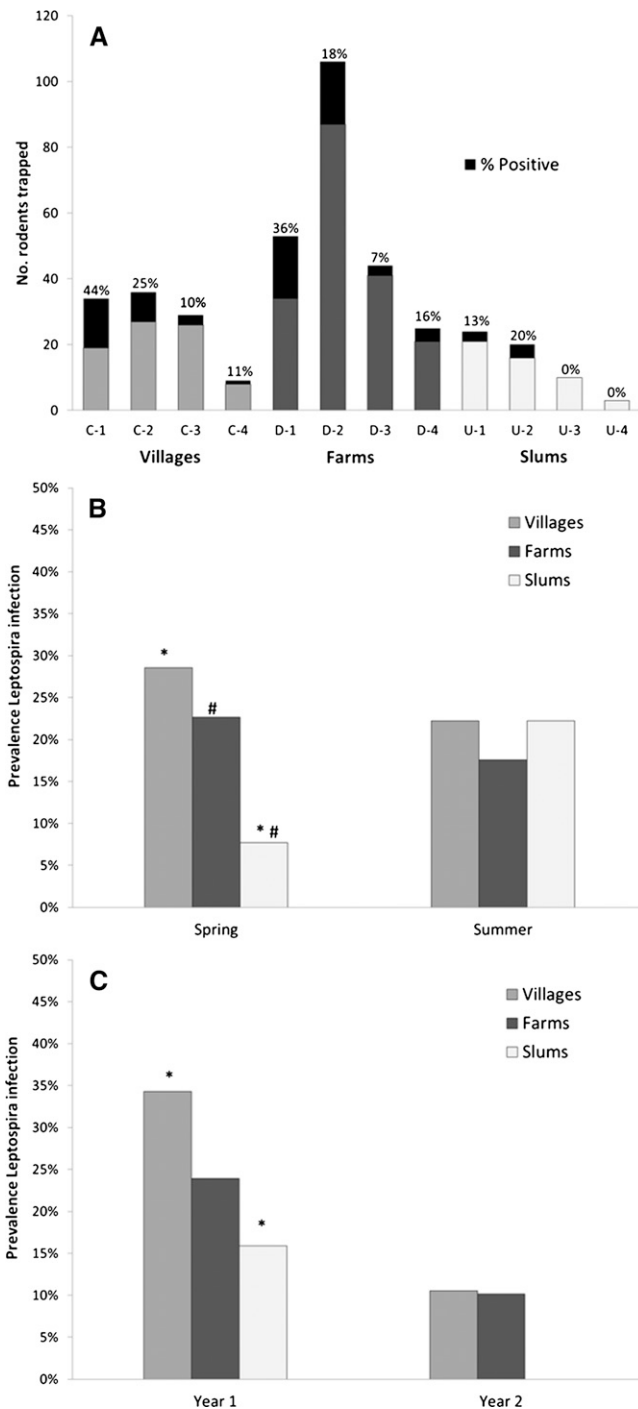 A
No. rodents trapped
120
100
80
60
40
20
0
% Positive
44%
25%
10%
11%
36%
18%
7%
16%
13%
20%
0%
0%
C-1 C-2 C-3 C-4 D-1 D-2 D-3 D-4 U-1 U-2 U-3 U-4
Villages Farms Slums
B
Prevalence Leptospira infection
50%
45%
40%
35%
30%
25%
20%
15%
10%
5%
0%
Villages
Farms
Slums
*
#
* #
Spring Summer
C
Prevalence Leptospira infection
50%
45%
40%
35%
30%
25%
20%
15%
10%
5%
0%
Villages
Farms
Slums
*
*
Year 1 Year 2